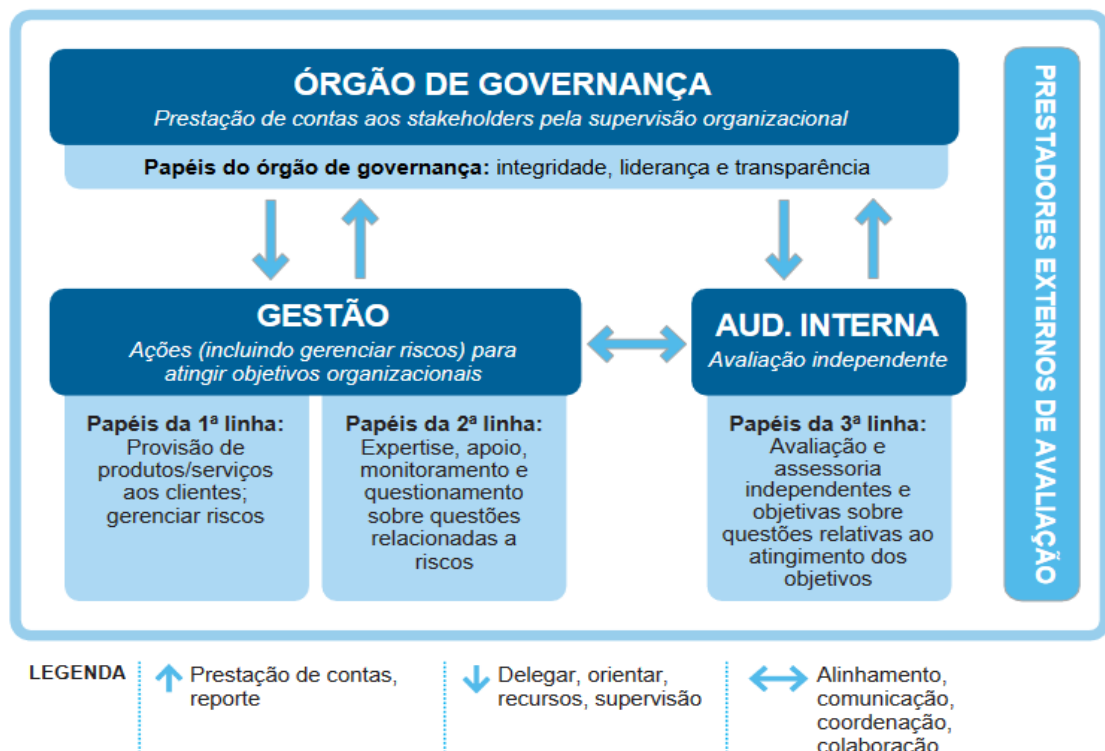 ÓRGÃO DE GOVERNANÇA
Prestação de contas aos stakeholders pela supervisão organizacional
Papéis do órgão de governança: integridade, liderança e transparência
GESTÃO
Ações (incluindo gerenciar riscos) para
atingir objetivos organizacionais
Papéis da 1ª linha:
Provisão de
produtos/serviços
aos clientes;
gerenciar riscos
Papéis da 2ª linha:
Expertise, apoio,
monitoramento e
questionamento
sobre questões
relacionadas a
riscos
AUD. INTERNA
Avaliação independente
Papéis da 3ª linha:
Avaliação e
assessoria
independentes e
objetivas sobre
questões relativas ao
atingimento dos
objetivos
PRESTADORES EXTERNOS DE AVALIAÇÃO
LEGENDA
Prestação de contas,
reporte
Delegar, orientar,
recursos, supervisão
Alinhamento,
comunicação,
coordenação,
colaboração